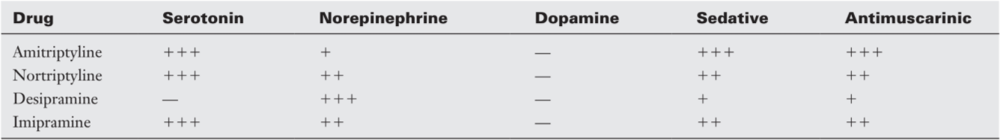 Drug Serotonin Norepinephrine Dopamine Sedative Antimuscarinic
Amitriptyline +++ + — +++ +++
Nortriptyline +++ ++ — ++ ++
Desipramine — +++ — + +
Imipramine +++ ++ — ++ ++